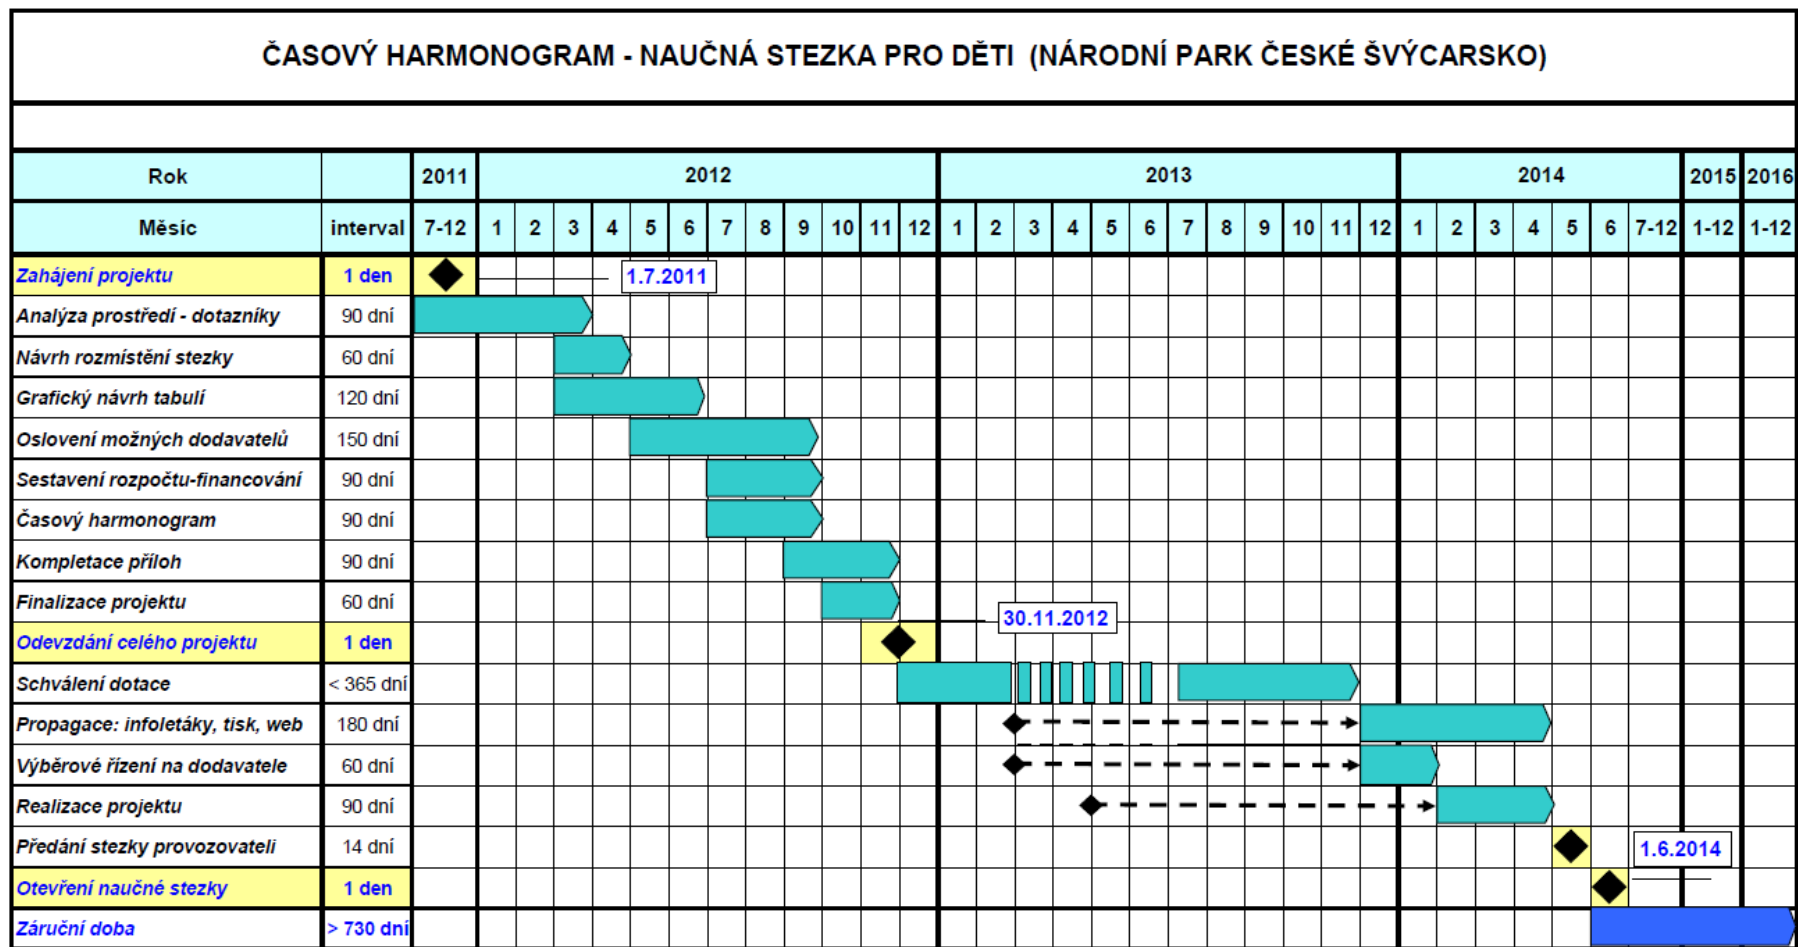 ČASOVÝ HARMONOGRAM - NAUČNÁ STEZKA PRO DĚTI (NÁRODNÍ PARK ČESKÉ ŠVÝCARSKO)
Rok 2011 2012 2013 2014 2015 2016
Měsíc interval 7-12 1 2 3 4 5 6 7 8 9 10 11 12 1 2 3 4 5 6 7 8 9 10 11 12 1 2 3 4 5 6 7-12 1-12 1-12
Zahájení projektu 1 den 1.7.2011
Analýza prostředí - dotazníky 90 dní
Návrh rozmístění stezky 60 dní
Grafický návrh tabulí 120 dní
Oslovení možných dodavatelů 150 dní
Sestavení rozpočtu-financování 90 dní
Časový harmonogram 90 dní
Kompletace příloh 90 dní
Finalizace projektu 60 dní
30.11.2012
Odevzdání celého projektu 1 den
Schválení dotace < 365 dní
Propagace: infoletáky, tisk, web 180 dní
Výběrové řízení na dodavatele 60 dní
Realizace projektu 90 dní
Předání stezky provozovateli 14 dní 1.6.2014
Otevření naučné stezky 1 den
Záruční doba > 730 dní